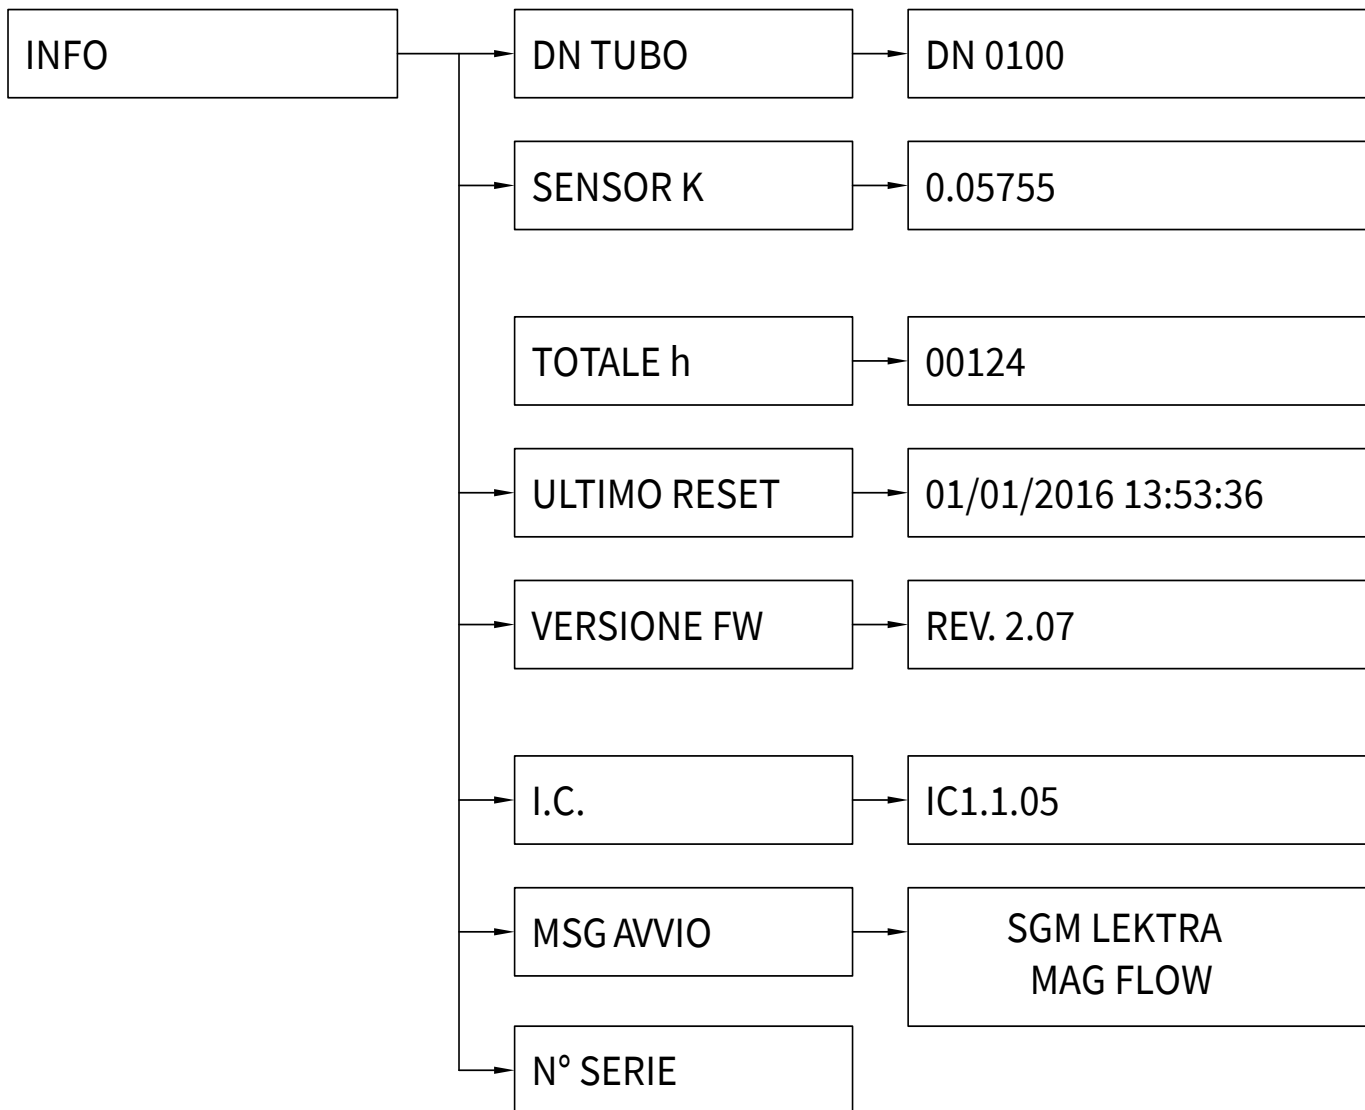 INFO
DN TUBO
DN 0100
SENSOR K
0.05755
TOTALE h
00124
ULTIMO RESET
01/01/2016 13:53:36
VERSIONE FW
REV. 2.07
I.C.
IC1.1.05
MSG AVVIO
SGM LEKTRA
MAG FLOW
N° SERIE